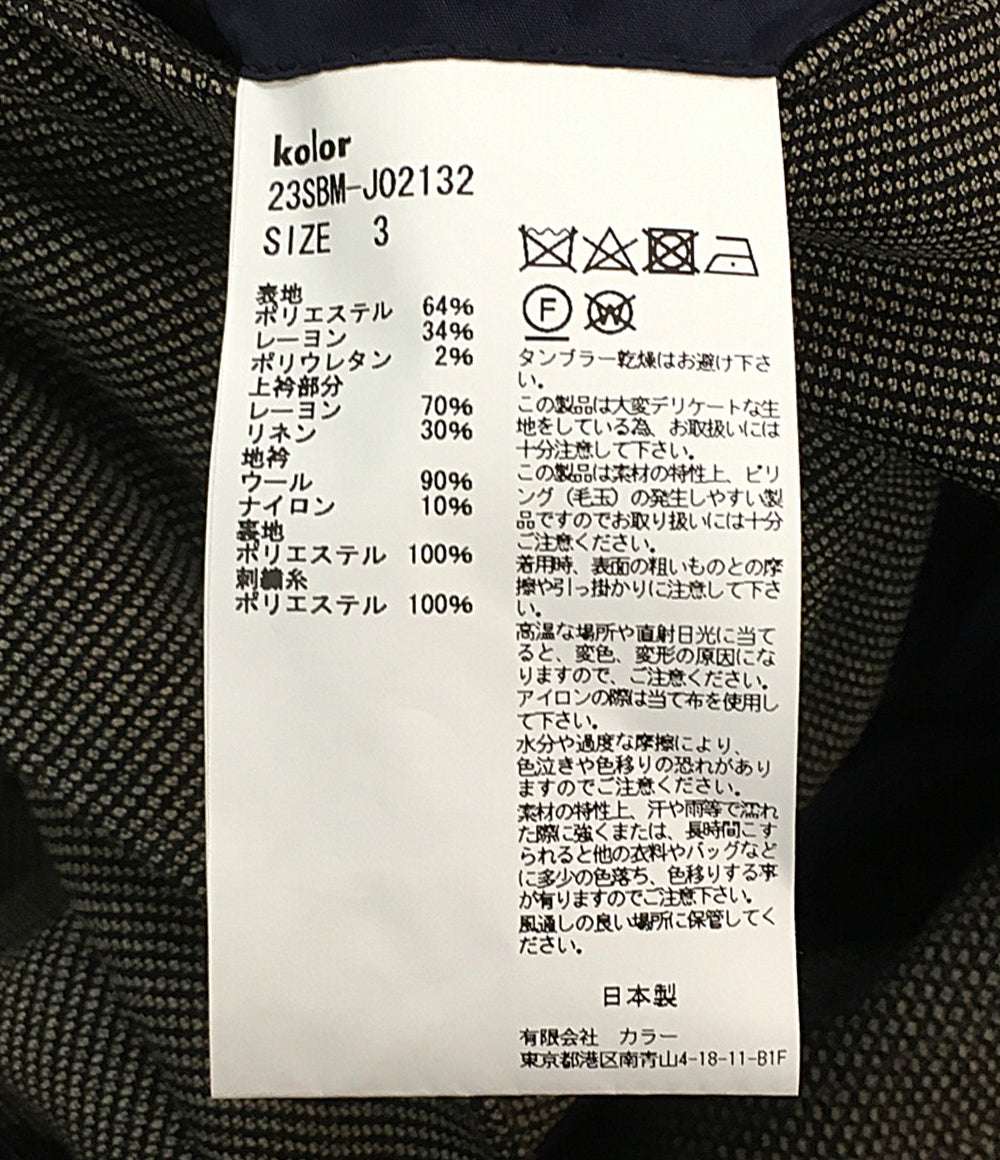 kolor
23SBM-J02132
SIZE 3
表地
ポリエステル 64%
レーヨン 34%
ポリウレタン 2%
上衿部分
レーヨン 70%
リネン 30%
地衿
ウール 90%
ナイロン 10%
裏地
ポリエステル 100%
刺繍糸
ポリエステル 100%
F
W
タンブラー乾燥はお避け下さ
い。
この製品は大変デリケートな生
地をしている為、お取扱いには
十分注意して下さい。
この製品は素材の特性上、ピリ
ング(毛玉)の発生しやすい製
品ですのでお取り扱いには十分
ご注意ください。
着用時、表面の粗いものとの摩
擦や引っ掛かりに注意して下さ
い。
高温な場所や直射日光に当て
ると、変色、変形の原因にな
りますので、ご注意ください。
アイロンの際は当て布を使用し
て下さい。
水分や過度な摩擦により、
色泣きや色移りの恐れがあり
ますのでご注意ください。
素材の特性上、汗や雨等で濡れ
た際に強くまたは、長時間こす
られると他の衣料やバッグなど
に多少の色落ち、色移りする事
が有りますのでご注意下さい。
風通しの良い場所に保管してく
ださい。
日本製
有限会社 カラー
東京都港区南青山4-18-11-B1F